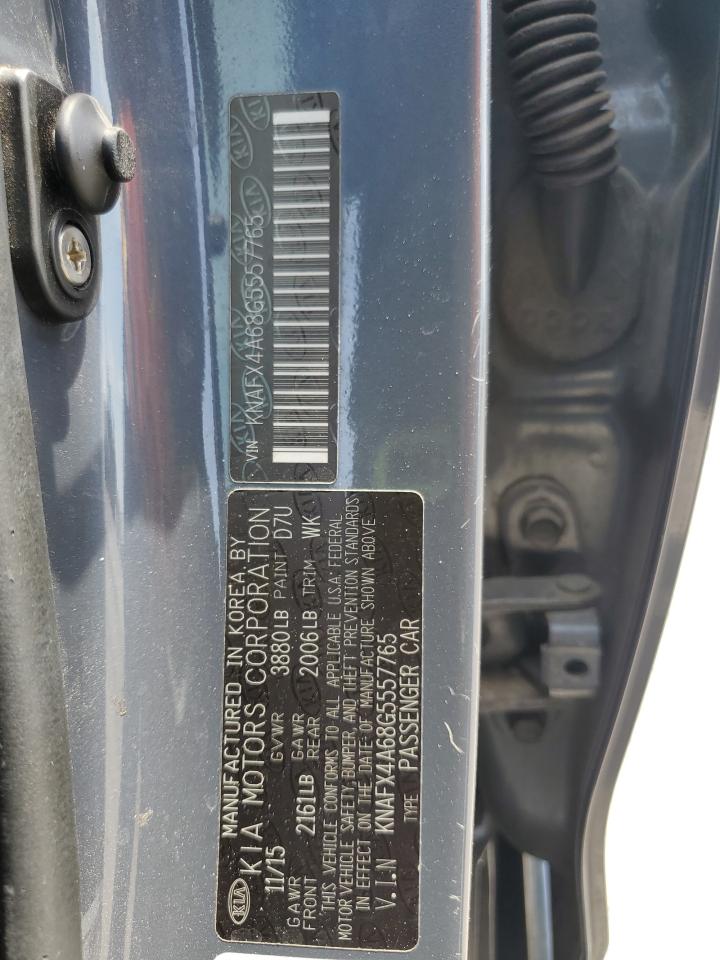 VIN KNAFX4A68G5557765
MANUFACTURED IN KOREA BY
KIA KIA MOTORS CORPORATION
11/15 GVWR 3880LB PAINT D7U
GAWR FRONT 2161LB GAWR REAR 2006LB TRIM WK
THIS VEHICLE CONFORMS TO ALL APPLICABLE U.S.A. FEDERAL
MOTOR VEHICLE SAFETY, BUMPER, AND THEFT PREVENTION STANDARDS
IN EFFECT ON THE DATE OF MANUFACTURE SHOWN ABOVE.
V.I.N KNAFX4A68G5557765
TYPE PASSENGER CAR